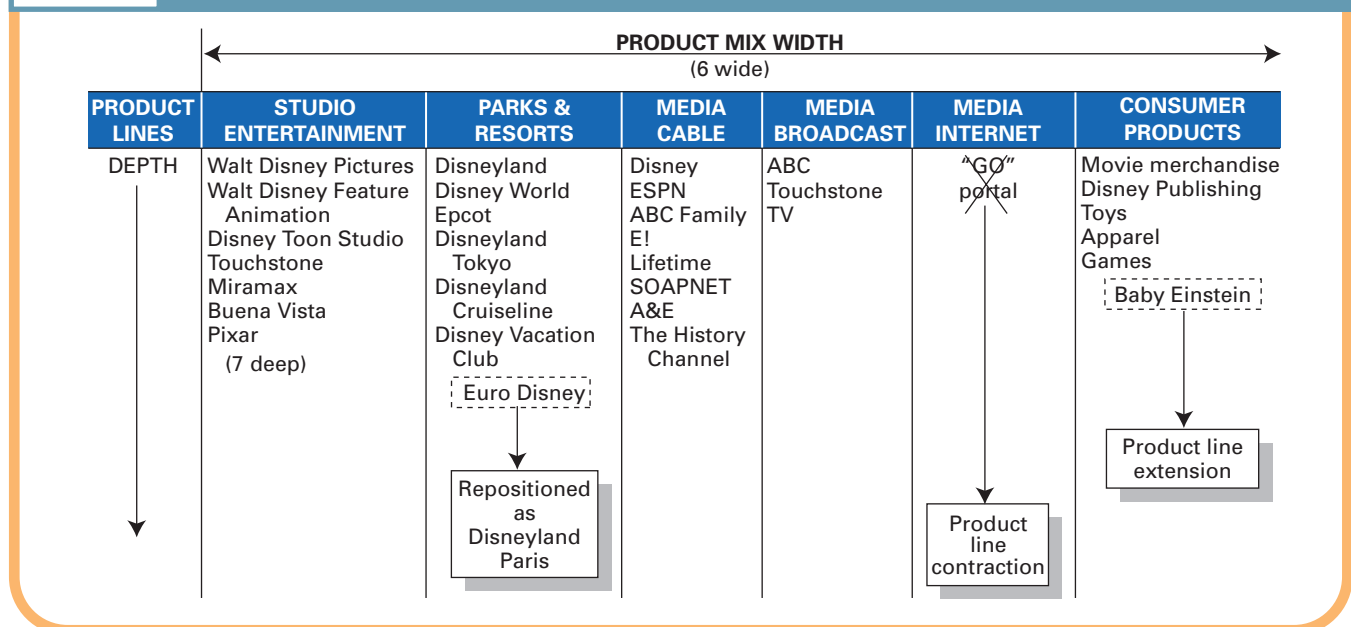 PRODUCT MIX WIDTH
(6 wide)
PRODUCT
LINES
STUDIO
ENTERTAINMENT
PARKS &
RESORTS
MEDIA
CABLE
MEDIA
BROADCAST
MEDIA
INTERNET
CONSUMER
PRODUCTS
DEPTH
Walt Disney Pictures
Walt Disney Feature
Animation
Disney Toon Studio
Touchstone
Miramax
Buena Vista
Pixar
(7 deep)
Disneyland
Disney World
Epcot
Disneyland
Tokyo
Disneyland
Cruiseline
Disney Vacation
Club
Euro Disney
Repositioned
as
Disneyland
Paris
Disney
ESPN
ABC Family
E!
Lifetime
SOAPNET
A&E
The History
Channel
ABC
Touchstone
TV
"GO"
portal
Product
line
contraction
Movie merchandise
Disney Publishing
Toys
Apparel
Games
Baby Einstein
Product line
extension